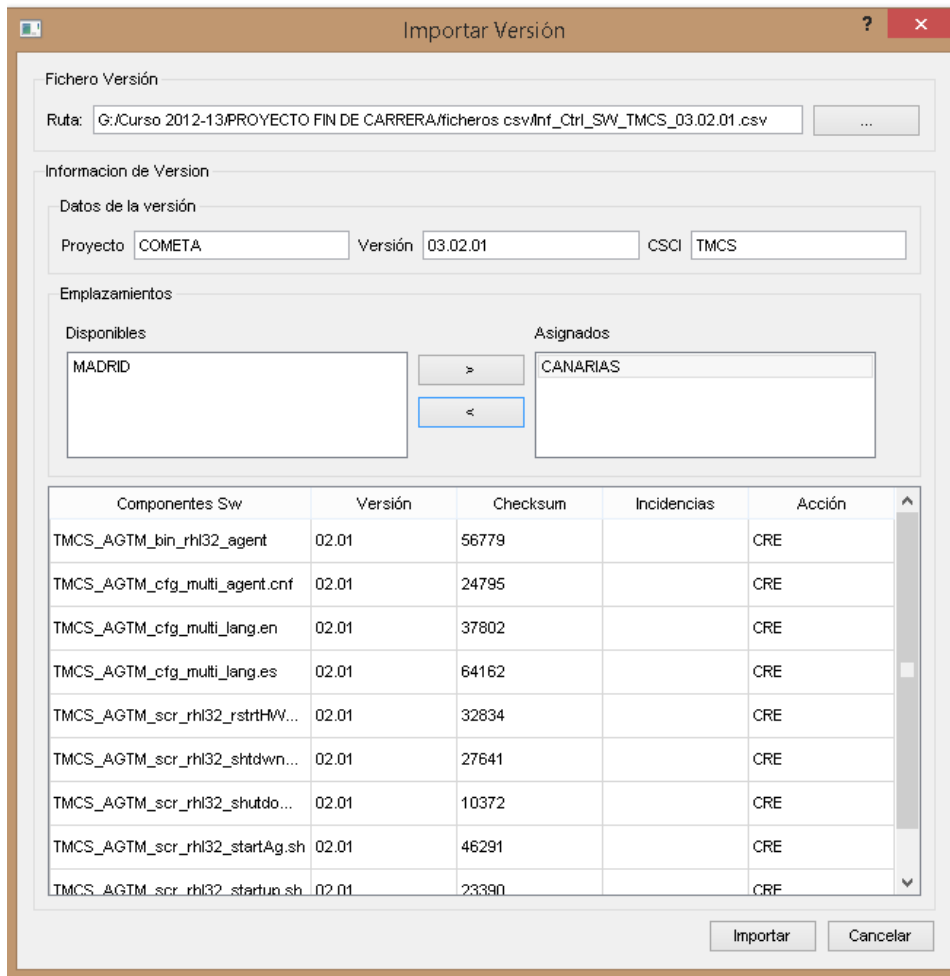 Importar Versión ? ×
Fichero Versión
Ruta: G:/Curso 2012-13/PROYECTO FIN DE CARRERA/ficheros csv/Inf_Ctrl_SW_TMCS_03.02.01.csv ...
Informacion de Version
Datos de la versión
Proyecto COMETA Versión 03.02.01 CSCI TMCS
Emplazamientos
Disponibles Asignados
MADRID > CANARIAS
<
Componentes Sw Versión Checksum Incidencias Acción
TMCS_AGTM_bin_rhl32_agent 02.01 56779 CRE
TMCS_AGTM_cfg_multi_agent.cnf 02.01 24795 CRE
TMCS_AGTM_cfg_multi_lang.en 02.01 37802 CRE
TMCS_AGTM_cfg_multi_lang.es 02.01 64162 CRE
TMCS_AGTM_scr_rhl32_rstrtHW... 02.01 32834 CRE
TMCS_AGTM_scr_rhl32_shtdwn... 02.01 27641 CRE
TMCS_AGTM_scr_rhl32_shutdo... 02.01 10372 CRE
TMCS_AGTM_scr_rhl32_startAg.sh 02.01 46291 CRE
TMCS_AGTM_scr_rhl32_startup.sh 02.01 23390 CRE
Importar Cancelar